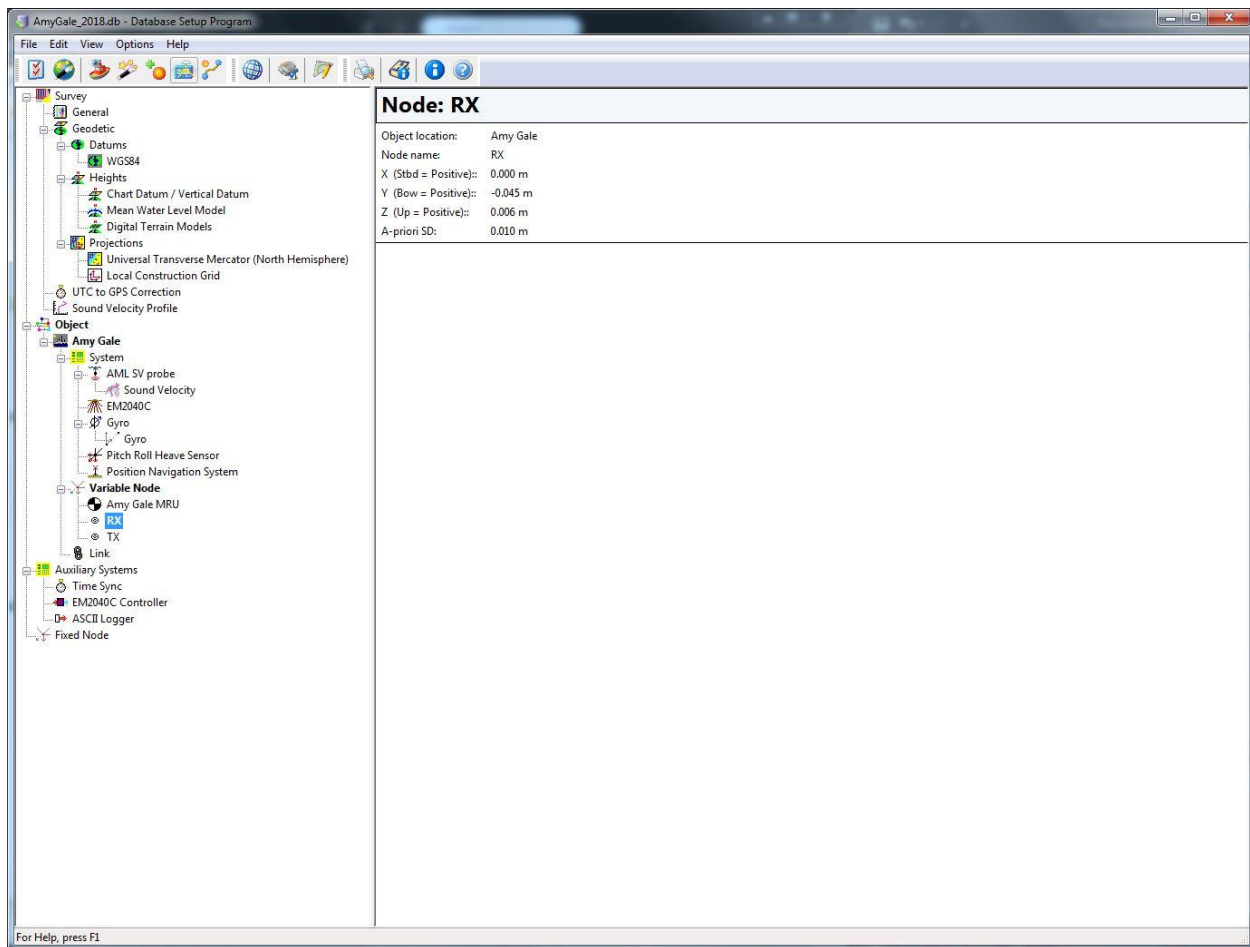 AmyGale_2018.db - Database Setup Program
File Edit View Options Help
Survey
General
Geodetic
Datums
WGS84
Heights
Chart Datum / Vertical Datum
Mean Water Level Model
Digital Terrain Models
Projections
Universal Transverse Mercator (North Hemisphere)
Local Construction Grid
UTC to GPS Correction
Sound Velocity Profile
Object
Amy Gale
System
AML SV probe
Sound Velocity
EM2040C
Gyro
Gyro
Pitch Roll Heave Sensor
Position Navigation System
Variable Node
Amy Gale MRU
RX
TX
Link
Auxiliary Systems
Time Sync
EM2040C Controller
ASCII Logger
Fixed Node
Node: RX
Object location: Amy Gale
Node name: RX
X (Stbd = Positive):: 0.000 m
Y (Bow = Positive):: -0.045 m
Z (Up = Positive):: 0.006 m
A-priori SD: 0.010 m
For Help, press F1